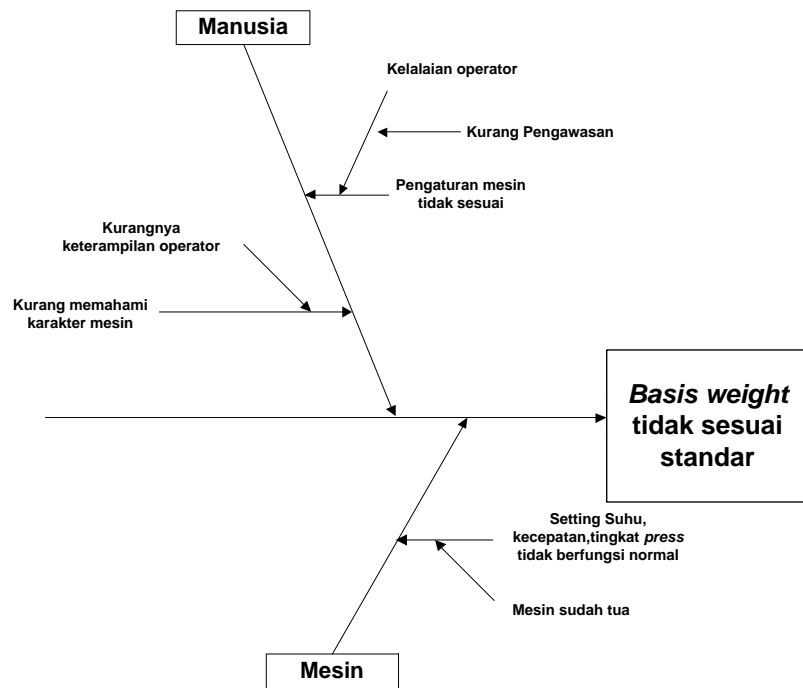 Manusia
Kelalaian operator
Kurang Pengawasan
Pengaturan mesin
tidak sesuai
Kurangnya
keterampilan operator
Kurang memahami
karakter mesin
Basis weight
tidak sesuai
standar
Setting Suhu,
kecepatan,tingkat press
tidak berfungsi normal
Mesin sudah tua
Mesin